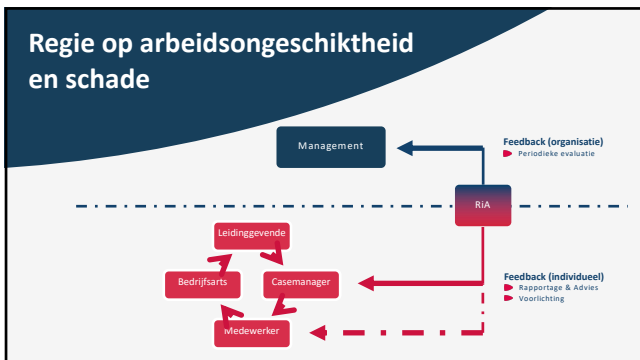 Regie op arbeidsongeschiktheid
en schade
Management
Feedback (organisatie)
Periodieke evaluatie
RiA
Leidinggevende
Bedrijfsarts
Casemanager
Medewerker
Feedback (individueel)
Rapportage & Advies
Voorlichting